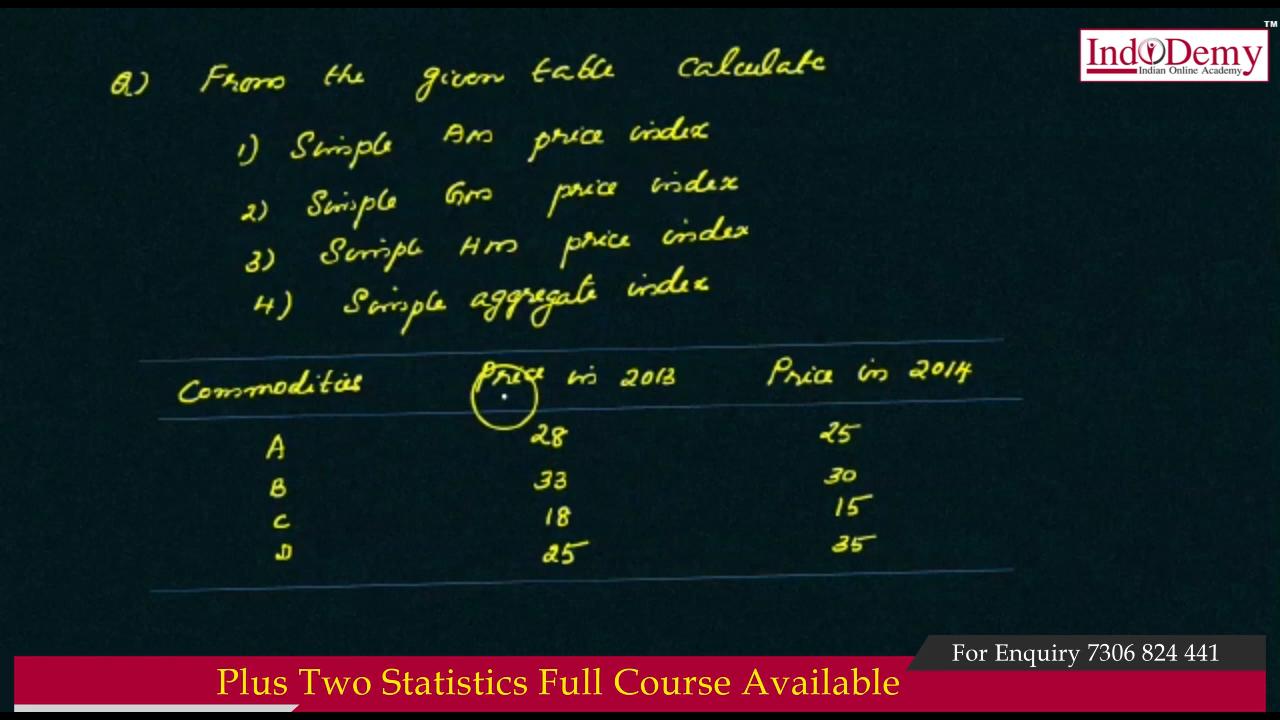 TM
IndoDemy
Indian Online Academy
Q) From the given table calculate
1) Simple Am price index
2) Simple Gm price index
3) Simple Hm price index
4) Simple aggregate index
Commodities Price in 2013 Price in 2014
A 28 25
B 33 30
C 18 15
D 25 35
For Enquiry 7306 824 441
Plus Two Statistics Full Course Available